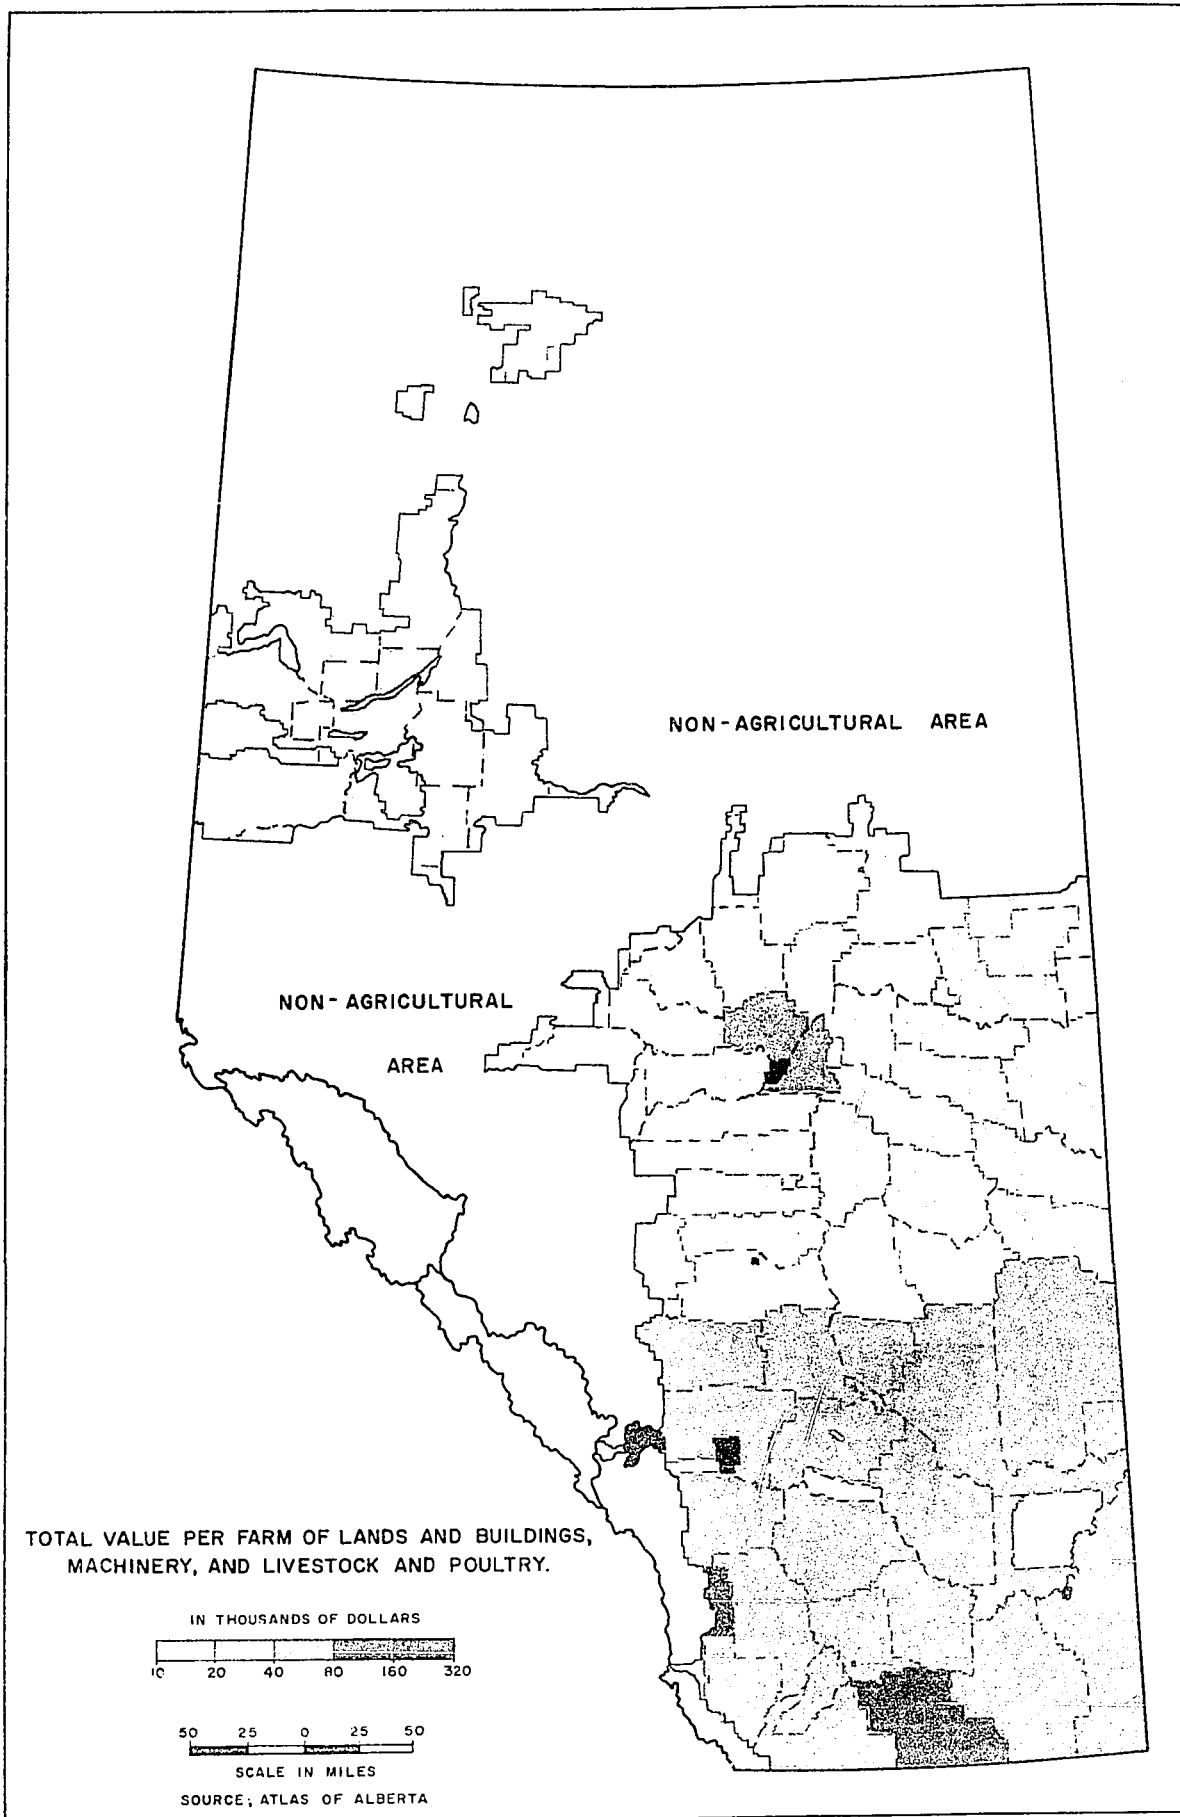 NON-AGRICULTURAL AREA
NON-AGRICULTURAL
AREA
TOTAL VALUE PER FARM OF LANDS AND BUILDINGS,
MACHINERY, AND LIVESTOCK AND POULTRY.
IN THOUSANDS OF DOLLARS
10 20 40 80 160 320
50 25 0 25 50
SCALE IN MILES
SOURCE; ATLAS OF ALBERTA